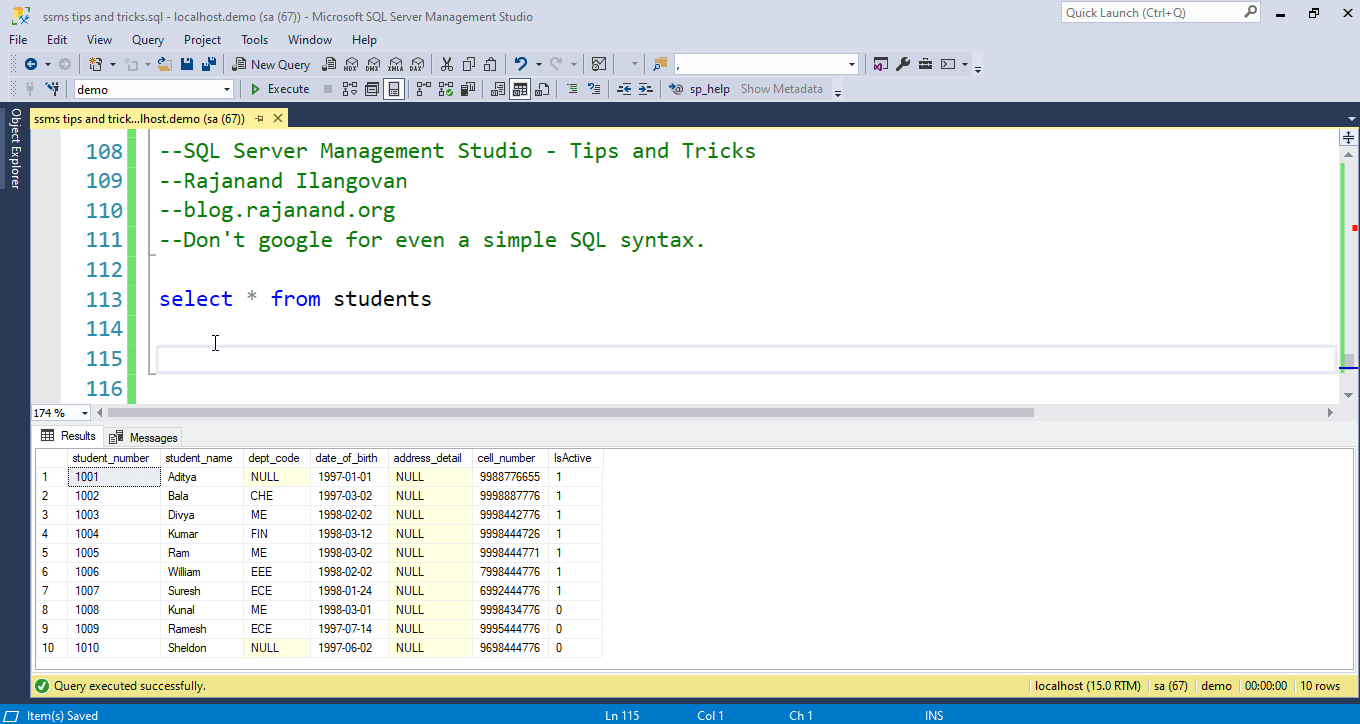 ssms tips and tricks.sql - localhost.demo (sa (67)) - Microsoft SQL Server Management Studio
Quick Launch (Ctrl+Q)
File Edit View Query Project Tools Window Help
New Query MDX DMX XMLA DAX ,
demo Execute sp_help Show Metadata
Object Explorer
ssms tips and trick...lhost.demo (sa (67))
108 --SQL Server Management Studio - Tips and Tricks
109 --Rajanand Ilangovan
110 --blog.rajanand.org
111 --Don't google for even a simple SQL syntax.
112
113 select * from students
114
115
116
174 %
Results Messages
student_number student_name dept_code date_of_birth address_detail cell_number IsActive
1 1001 Aditya NULL 1997-01-01 NULL 9988776655 1
2 1002 Bala CHE 1997-03-02 NULL 9998887776 1
3 1003 Divya ME 1998-02-02 NULL 9998442776 1
4 1004 Kumar FIN 1998-03-12 NULL 9998444726 1
5 1005 Ram ME 1998-03-02 NULL 9998444771 1
6 1006 William EEE 1998-02-02 NULL 7998444776 1
7 1007 Suresh ECE 1998-01-24 NULL 6992444776 1
8 1008 Kunal ME 1998-03-01 NULL 9998434776 0
9 1009 Ramesh ECE 1997-07-14 NULL 9995444776 0
10 1010 Sheldon NULL 1997-06-02 NULL 9698444776 0
Query executed successfully. localhost (15.0 RTM) sa (67) demo 00:00:00 10 rows
Item(s) Saved Ln 115 Col 1 Ch 1 INS